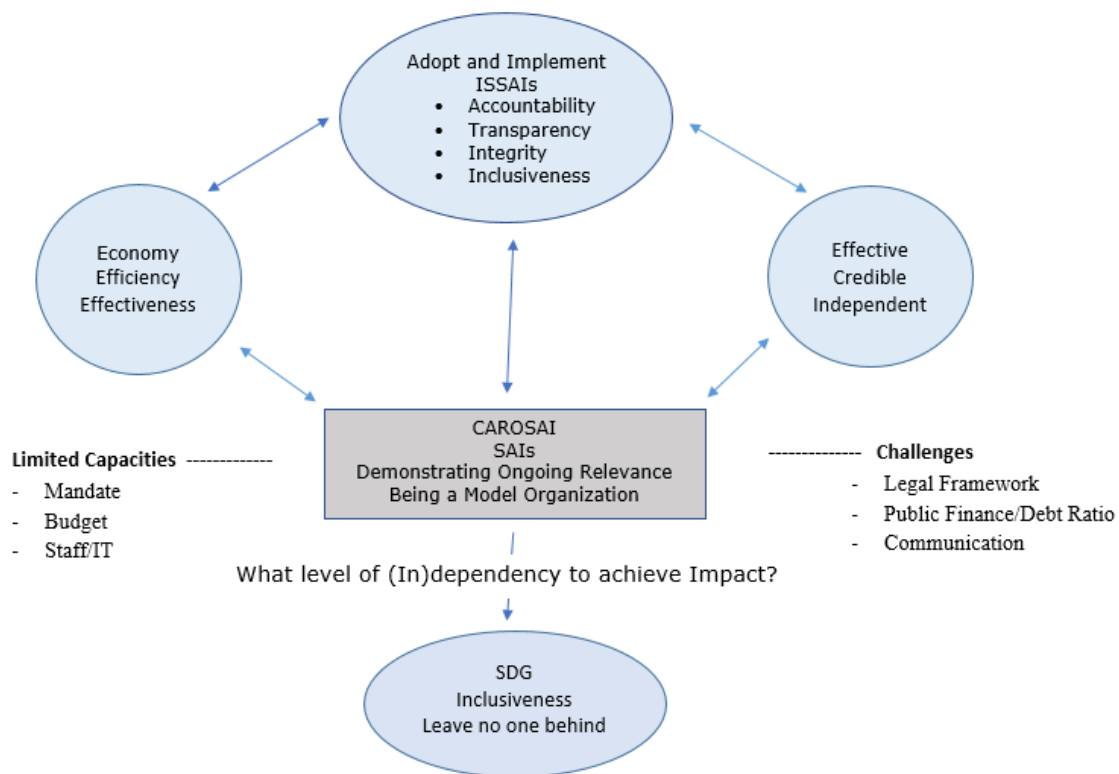 Adopt and Implement
ISSAIs
• Accountability
• Transparency
• Integrity
• Inclusiveness
Economy
Efficiency
Effectiveness
Effective
Credible
Independent
CAROSAI
SAIs
Demonstrating Ongoing Relevance
Being a Model Organization
Limited Capacities -------------
- Mandate
- Budget
- Staff/IT
-------------- Challenges
- Legal Framework
- Public Finance/Debt Ratio
- Communication
What level of (In)dependency to achieve Impact?
SDG
Inclusiveness
Leave no one behind